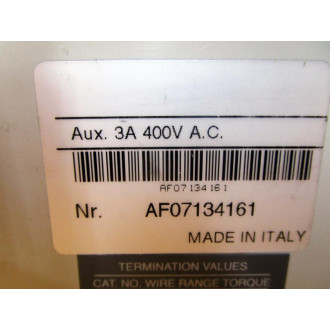 Aux. 3A 400V A.C.
AF07134161
Nr. AF07134161
MADE IN ITALY
TERMINATION VALUES
CAT. NO. WIRE RANGE TORQUE